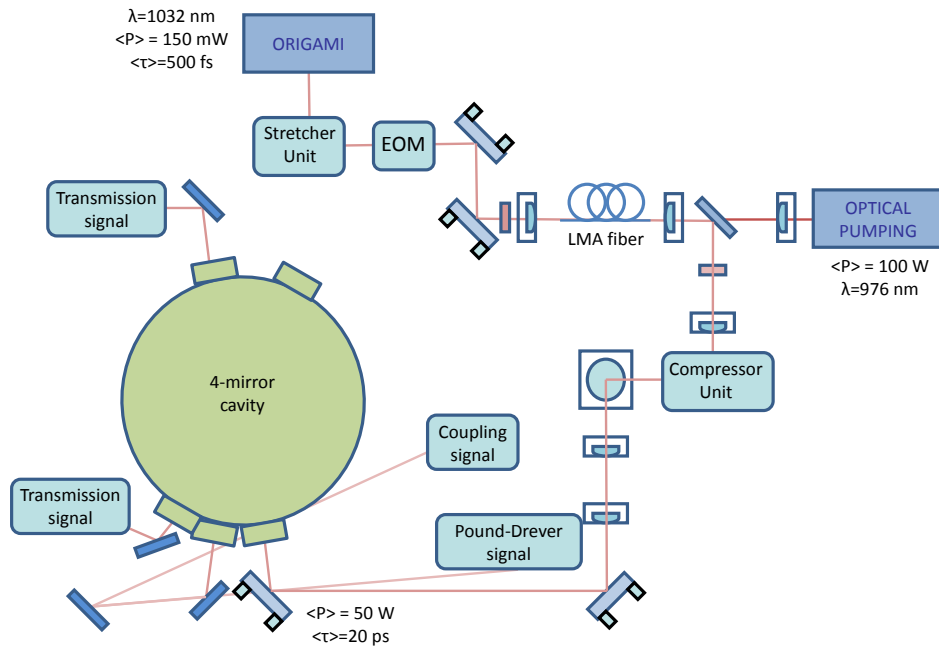 λ=1032 nm
<P> = 150 mW
<τ>=500 fs
ORIGAMI
Stretcher
Unit
EOM
Transmission
signal
LMA fiber
OPTICAL
PUMPING
<P> = 100 W
λ=976 nm
Compressor
Unit
4-mirror
cavity
Coupling
signal
Transmission
signal
Pound-Drever
signal
<P> = 50 W
<τ>=20 ps